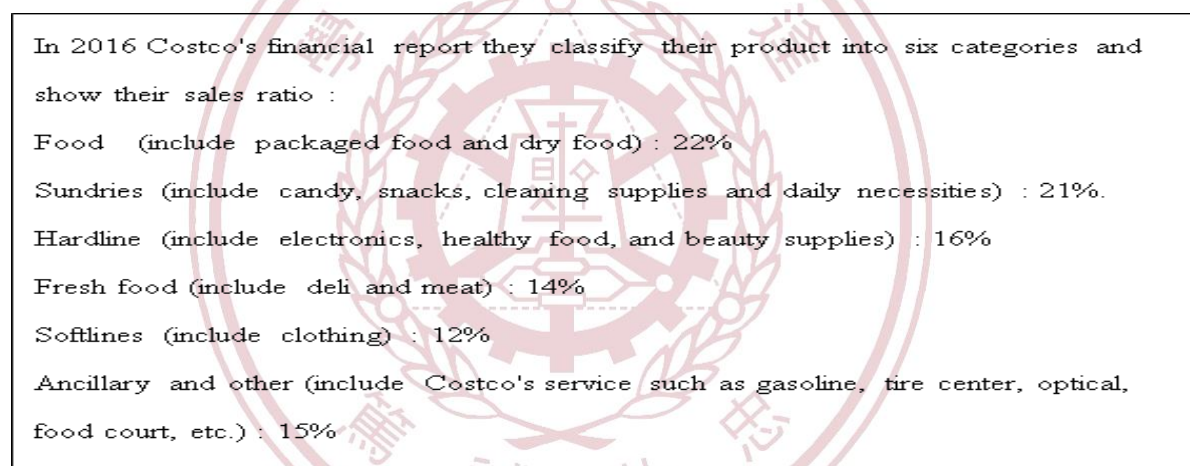 In 2016 Costco's financial report they classify their product into six categories and
show their sales ratio :
Food (include packaged food and dry food) : 22%
Sundries (include candy, snacks, cleaning supplies and daily necessities) : 21%.
Hardline (include electronics, healthy food, and beauty supplies) : 16%
Fresh food (include deli and meat) : 14%
Softlines (include clothing) : 12%
Ancillary and other (include Costco's service such as gasoline, tire center, optical,
food court, etc.) : 15%